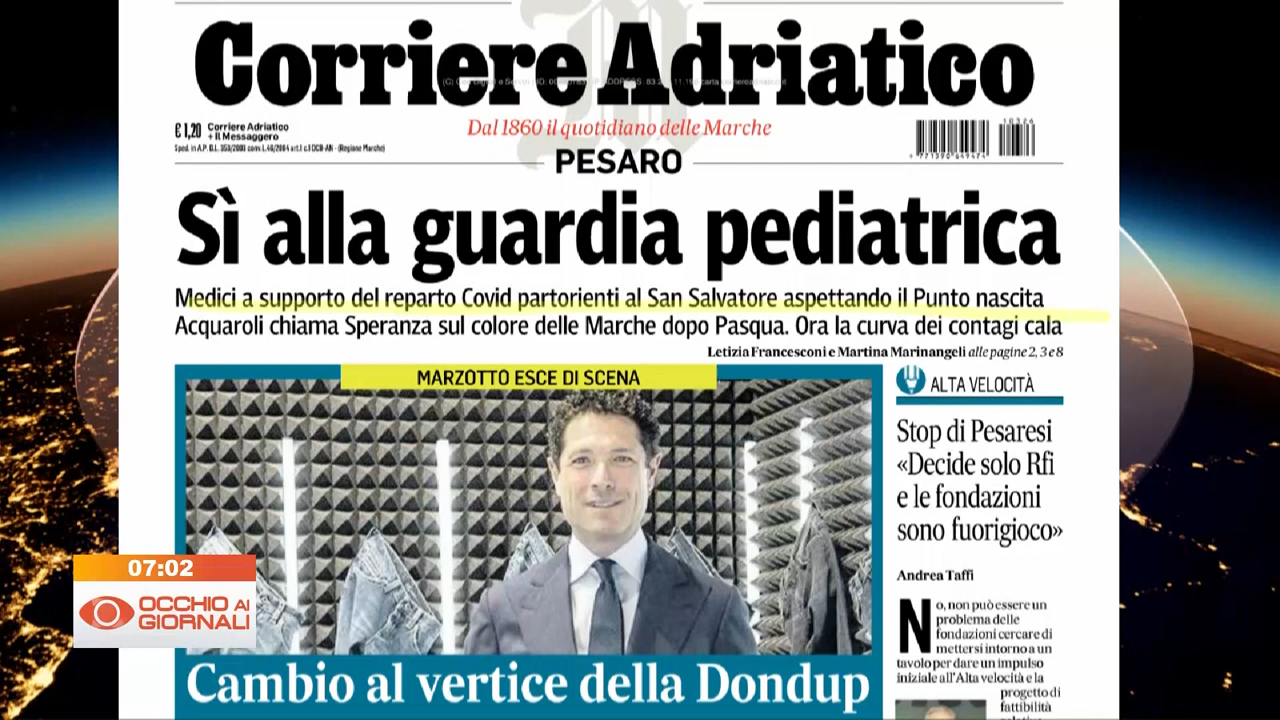 Corriere Adriatico
€ 1,20 Corriere Adriatico
+ Il Messaggero
Dal 1860 il quotidiano delle Marche
PESARO
Sì alla guardia pediatrica
Medici a supporto del reparto Covid partorienti al San Salvatore aspettando il Punto nascita
Acquaroli chiama Speranza sul colore delle Marche dopo Pasqua. Ora la curva dei contagi cala
Letizia Francesconi e Martina Marinangeli alle pagine 2, 3 e 8
MARZOTTO ESCE DI SCENA
Cambio al vertice della Dondup
ALTA VELOCITÀ
Stop di Pesaresi
«Decide solo Rfi
e le fondazioni
sono fuorigioco»
Andrea Taffi
No, non può essere un
problema delle
fondazioni cercare di
mettersi intorno a un
tavolo per dare un impulso
iniziale all'Alta velocità e la
progetto di
fattibilità
07:02
OCCHIO AI
GIORNALI